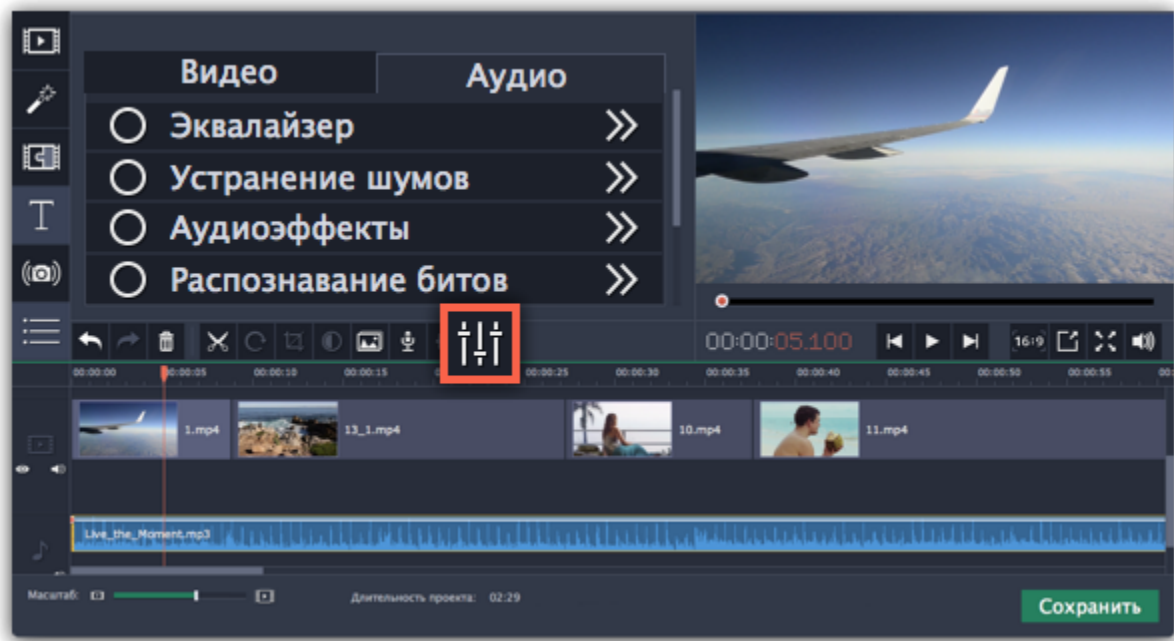 Видео Аудио
Эквалайзер
Устранение шумов
Аудиоэффекты
Распознавание битов
T
00:00:05.100 16:9
00:00:00 00:00:05 00:00:10 00:00:15 00:00:25 00:00:30 00:00:35 00:00:40 00:00:45 00:00:50 00:00:55
1.mp4 13_1.mp4 10.mp4 11.mp4
Live_the_Moment.mp3
Масштаб: Длительность проекта: 02:29
Сохранить